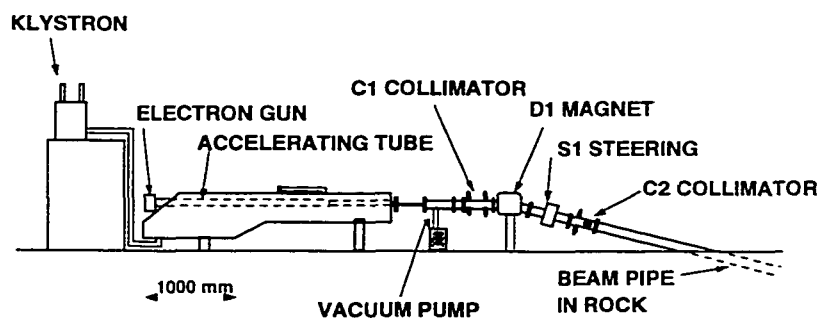 KLYSTRON
C1 COLLIMATOR
D1 MAGNET
ELECTRON GUN
ACCELERATING TUBE
S1 STEERING
C2 COLLIMATOR
1000 mm
VACUUM PUMP
BEAM PIPE
IN ROCK